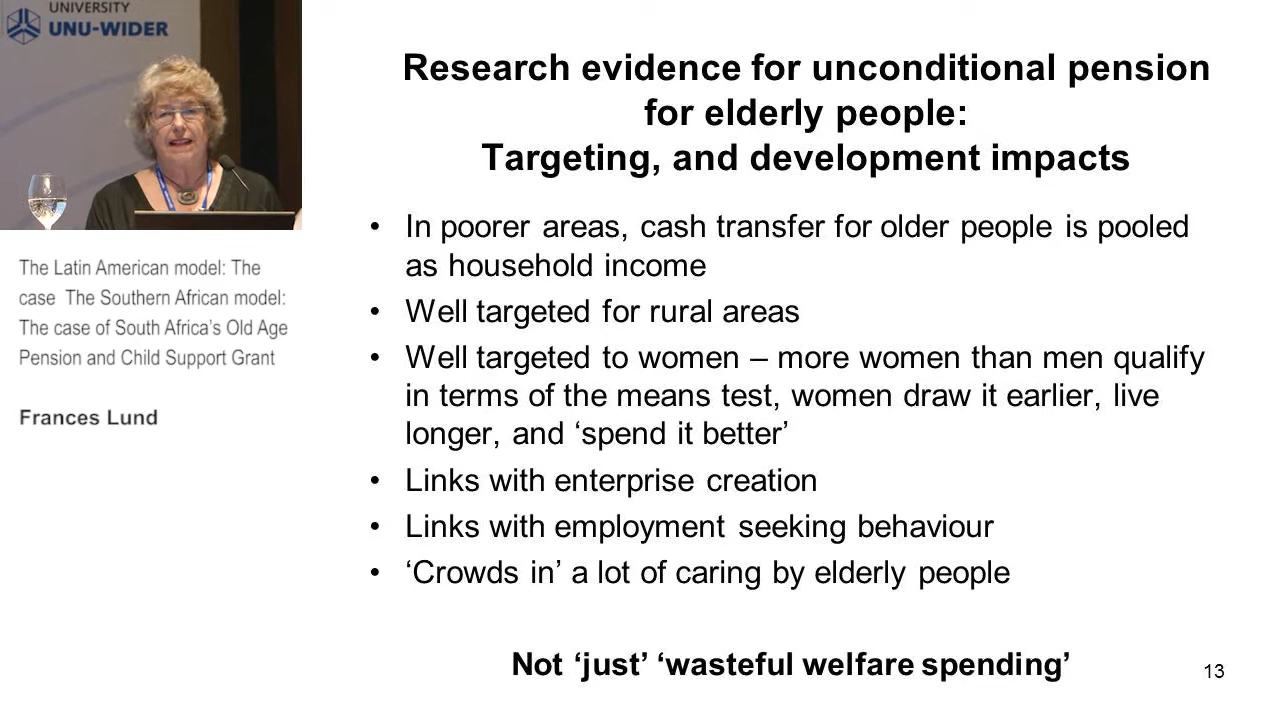 UNIVERSITY
UNU-WIDER
The Latin American model: The
case The Southern African model:
The case of South Africa's Old Age
Pension and Child Support Grant
Frances Lund
Research evidence for unconditional pension
for elderly people:
Targeting, and development impacts
• In poorer areas, cash transfer for older people is pooled
as household income
• Well targeted for rural areas
• Well targeted to women – more women than men qualify
in terms of the means test, women draw it earlier, live
longer, and ‘spend it better’
• Links with enterprise creation
• Links with employment seeking behaviour
• ‘Crowds in’ a lot of caring by elderly people
Not ‘just’ ‘wasteful welfare spending’
13